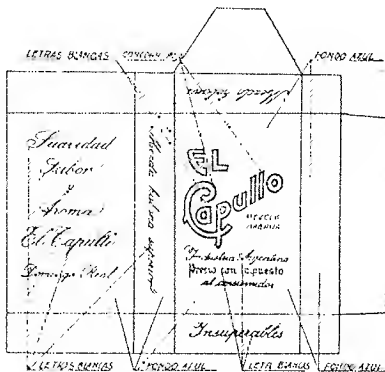 LETRAS BLANCAS
FONDO AZUL
Suavidad
Sabor
y
Aroma
El Capullo
Domingo Real
EL
Capullo
MEZCLA
Industria Argentina
Precio con impuesto
al consumidor
Insuperables
LETRAS BLANCAS
FONDO AZUL
LETRA BLANCAS
FONDO AZUL